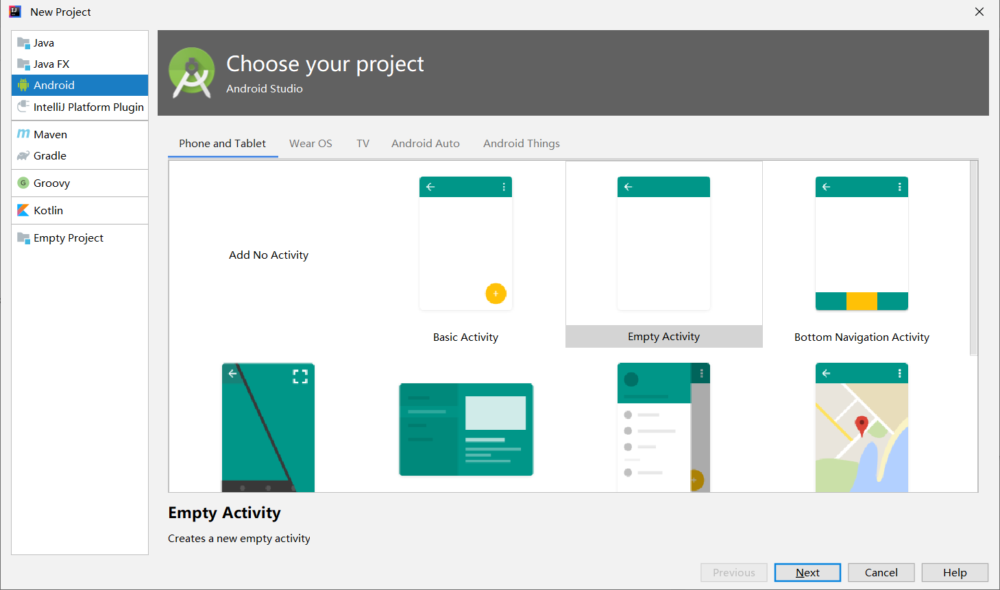 New Project
Java
Java FX
Android
IntelliJ Platform Plugin
Maven
Gradle
Groovy
Kotlin
Empty Project
Choose your project
Android Studio
Phone and Tablet
Wear OS
TV
Android Auto
Android Things
Add No Activity
Basic Activity
Empty Activity
Bottom Navigation Activity
Empty Activity
Creates a new empty activity
Previous
Next
Cancel
Help